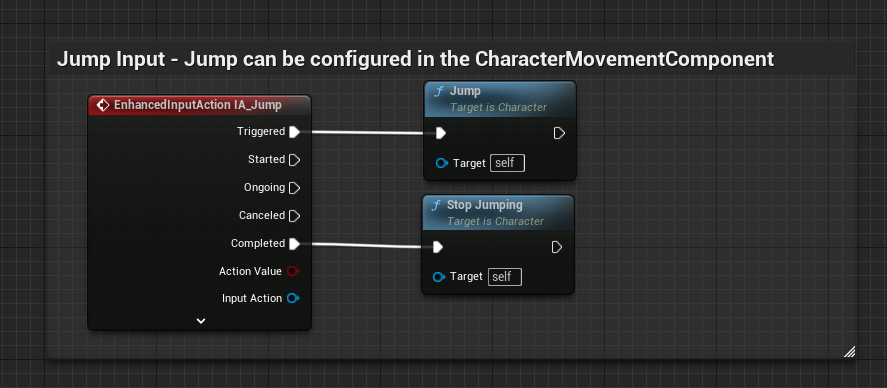 Jump Input - Jump can be configured in the CharacterMovementComponent
EnhancedInputAction IA_Jump
Triggered
Started
Ongoing
Canceled
Completed
Action Value
Input Action
f Jump
Target is Character
Target self
f Stop Jumping
Target is Character
Target self